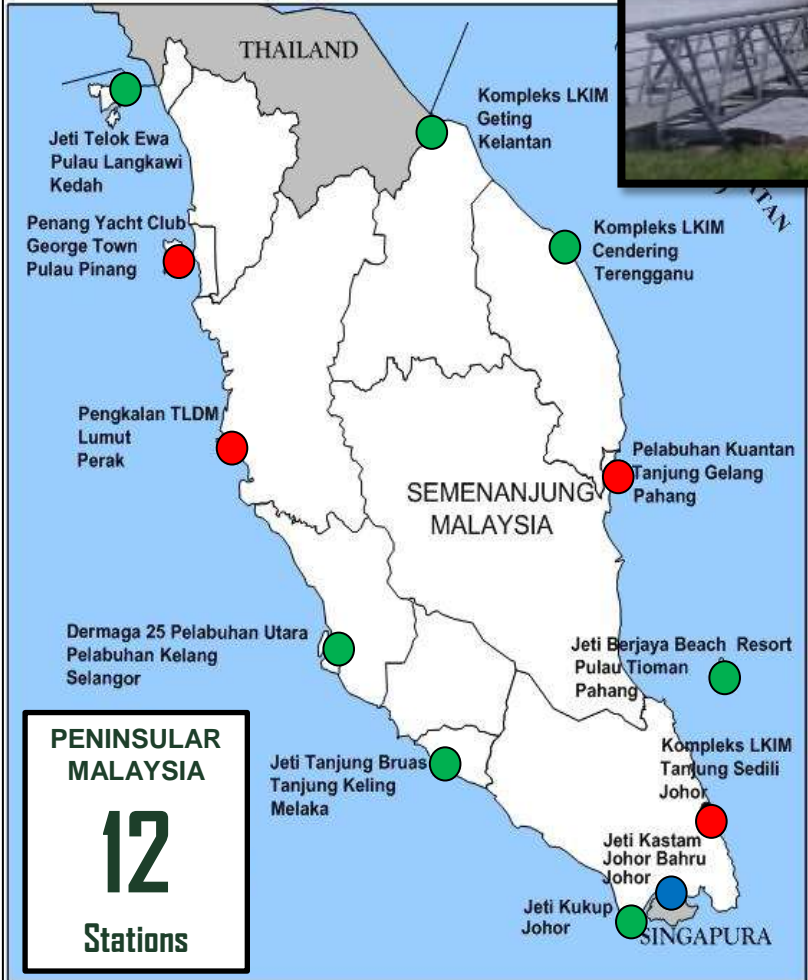 THAILAND
Kompleks LKIM
Geting
Kelantan
Jeti Telok Ewa
Pulau Langkawi
Kedah
Penang Yacht Club
George Town
Pulau Pinang
Kompleks LKIM
Cendering
Terengganu
Pengkalan TLDM
Lumut
Perak
Pelabuhan Kuantan
Tanjung Gelang
Pahang
SEMENANJUNG
MALAYSIA
Dermaga 25 Pelabuhan Utara
Pelabuhan Kelang
Selangor
Jeti Berjaya Beach Resort
Pulau Tioman
Pahang
PENINSULAR
MALAYSIA
12
Stations
Jeti Tanjung Bruas
Tanjung Keling
Melaka
Kompleks LKIM
Tanjung Sedili
Johor
Jeti Kastam
Johor Bahru
Johor
Jeti Kukup
Johor
SINGAPURA